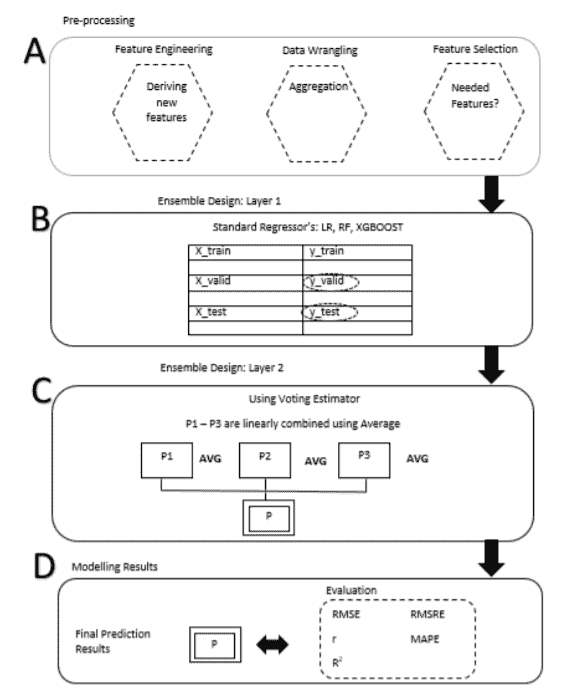 Pre-processing
A
Feature Engineering
Data Wrangling
Feature Selection
Deriving
new
features
Aggregation
Needed
Features?
Ensemble Design: Layer 1
B
Standard Regressor's: LR, RF, XGBOOST
X_train
y_train
X_valid
y_valid
X_test
y_test
Ensemble Design: Layer 2
C
Using Voting Estimator
P1 – P3 are linearly combined using Average
P1
AVG
P2
AVG
P3
AVG
P
D
Modelling Results
Evaluation
Final Prediction
Results
P
RMSE
RMSRE
r
MAPE
R²